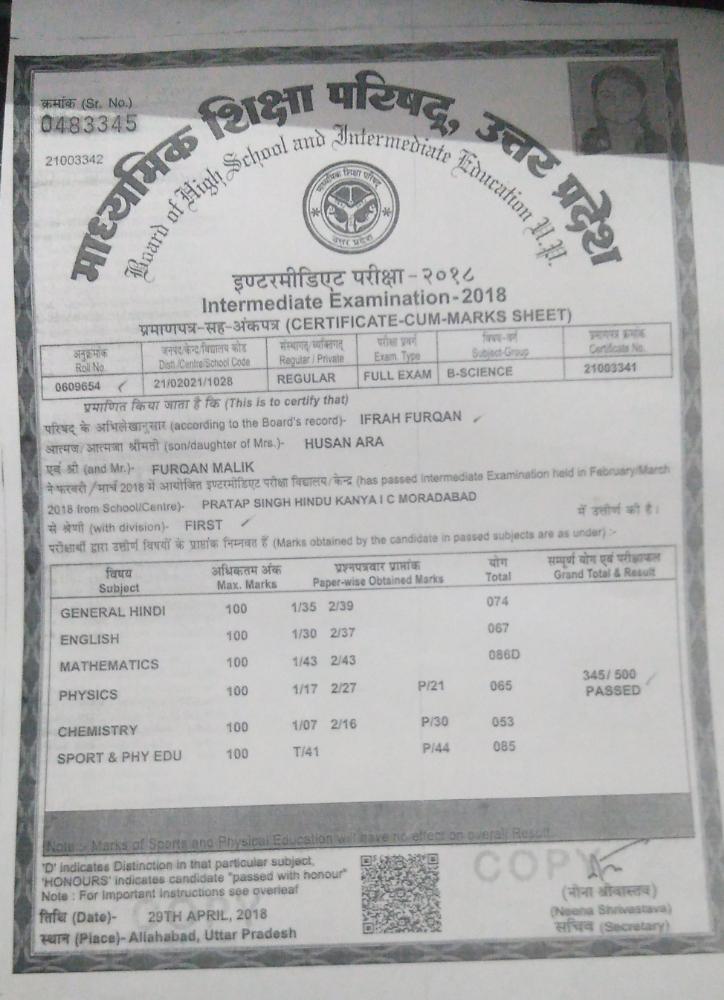 क्रमांक (Sr. No.)
0483345
21003342
माध्यमिक शिक्षा परिषद्, उत्तर प्रदेश
Board of High School and Intermediate Education U.P.
माध्यमिक शिक्षा परिषद्
उत्तर प्रदेश
इण्टरमीडिएट परीक्षा - २०१८
Intermediate Examination - 2018
प्रमाणपत्र-सह-अंकपत्र (CERTIFICATE-CUM-MARKS SHEET)
अनुक्रमांक जनपद/केन्द्र/विद्यालय कोड संस्थागत/व्यक्तिगत परीक्षा प्रवर्ग विषय-वर्ग प्रमाणपत्र क्रमांक
Roll No. Distt./Centre/School Code Regular / Private Exam. Type Subject-Group Certificate No.
0609654 21/02021/1028 REGULAR FULL EXAM B-SCIENCE 21003341
प्रमाणित किया जाता है कि (This is to certify that)
परिषद् के अभिलेखानुसार (according to the Board's record)- IFRAH FURQAN
आत्मज/आत्मजा श्रीमती (son/daughter of Mrs.)- HUSAN ARA
एवं श्री (and Mr.)- FURQAN MALIK
ने फरवरी/मार्च 2018 में आयोजित इण्टरमीडिएट परीक्षा विद्यालय/केन्द्र (has passed Intermediate Examination held in February/March
2018 from School/Centre)- PRATAP SINGH HINDU KANYA I C MORADABAD में उत्तीर्ण की है।
से श्रेणी (with division)- FIRST
परीक्षार्थी द्वारा उत्तीर्ण विषयों के प्राप्तांक निम्नवत हैं (Marks obtained by the candidate in passed subjects are as under) :-
विषय अधिकतम अंक प्रश्नपत्रवार प्राप्तांक योग सम्पूर्ण योग एवं परीक्षाफल
Subject Max. Marks Paper-wise Obtained Marks Total Grand Total & Result
GENERAL HINDI 100 1/35 2/39 074
ENGLISH 100 1/30 2/37 067
MATHEMATICS 100 1/43 2/43 086D
PHYSICS 100 1/17 2/27 P/21 065 345/ 500
PASSED
CHEMISTRY 100 1/07 2/16 P/30 053
SPORT & PHY EDU 100 T/41 P/44 085
Note :- Marks of Sports and Physical Education will have no effect on overall Result
'D' indicates Distinction in that particular subject.
'HONOURS' indicates candidate "passed with honour"
Note : For Important Instructions see overleaf
COPY
तिथि (Date)- 29TH APRIL, 2018
स्थान (Place)- Allahabad, Uttar Pradesh
(नीना श्रीवास्तव)
(Neena Shrivastava)
सचिव (Secretary)